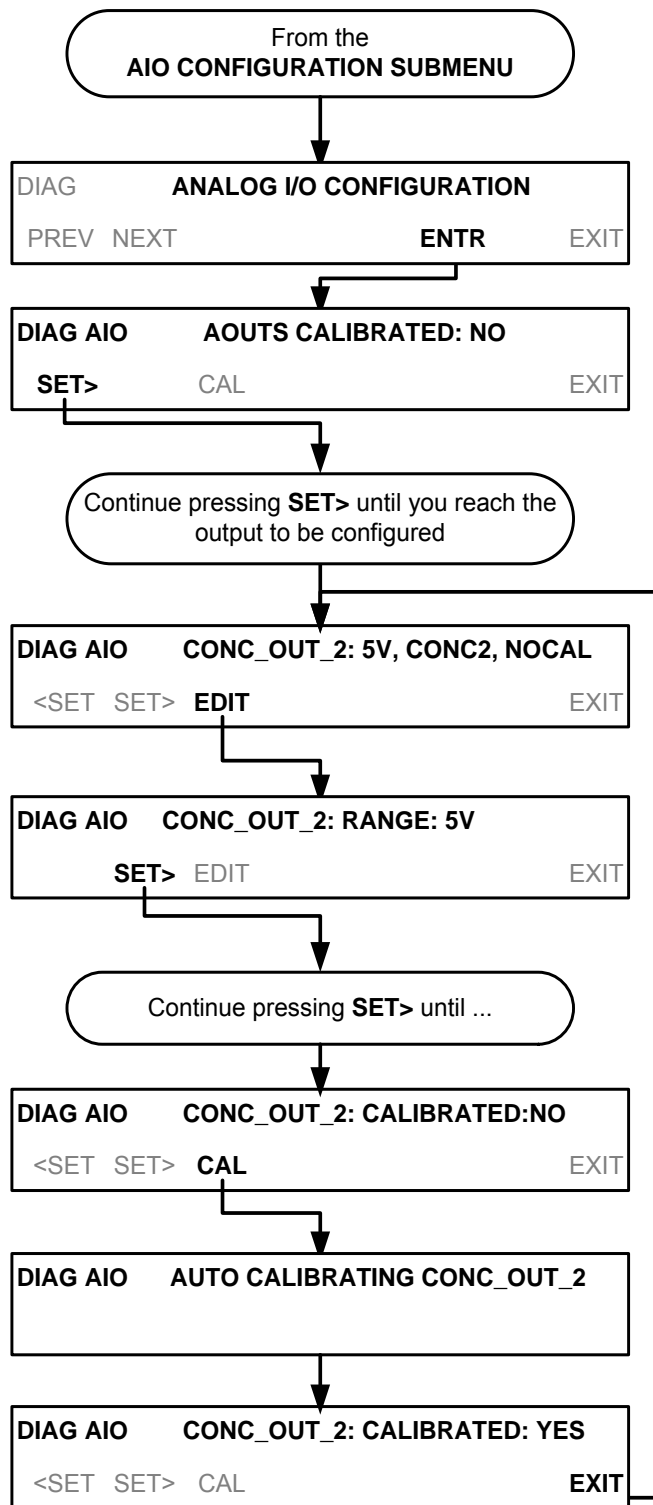 From the
AIO CONFIGURATION SUBMENU
DIAG ANALOG I/O CONFIGURATION
PREV NEXT ENTR EXIT
DIAG AIO AOUTS CALIBRATED: NO
SET> CAL EXIT
Continue pressing SET> until you reach the
output to be configured
DIAG AIO CONC_OUT_2: 5V, CONC2, NOCAL
<SET SET> EDIT EXIT
DIAG AIO CONC_OUT_2: RANGE: 5V
SET> EDIT EXIT
Continue pressing SET> until ...
DIAG AIO CONC_OUT_2: CALIBRATED:NO
<SET SET> CAL EXIT
DIAG AIO AUTO CALIBRATING CONC_OUT_2
DIAG AIO CONC_OUT_2: CALIBRATED: YES
<SET SET> CAL EXIT